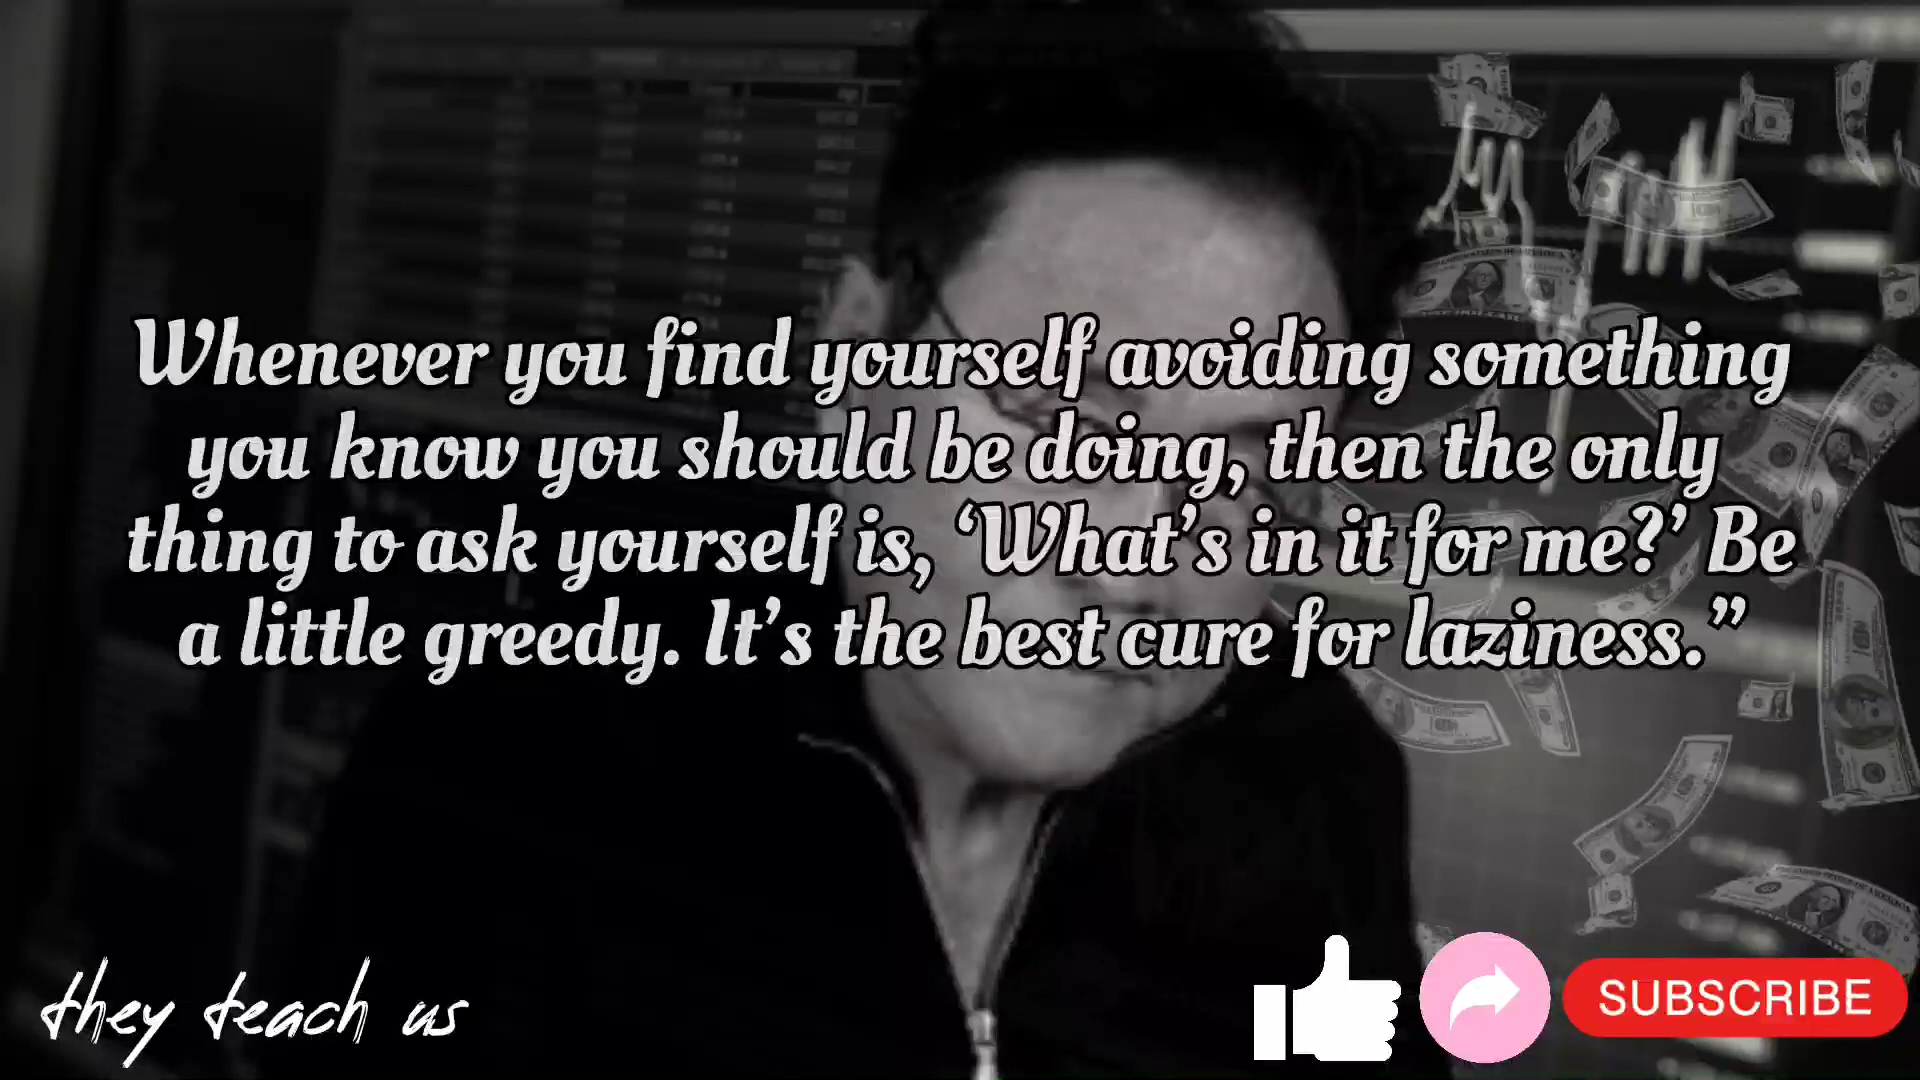 Whenever you find yourself avoiding something
you know you should be doing, then the only
thing to ask yourself is, ‘What’s in it for me?’ Be
a little greedy. It’s the best cure for laziness.”
they teach us
SUBSCRIBE